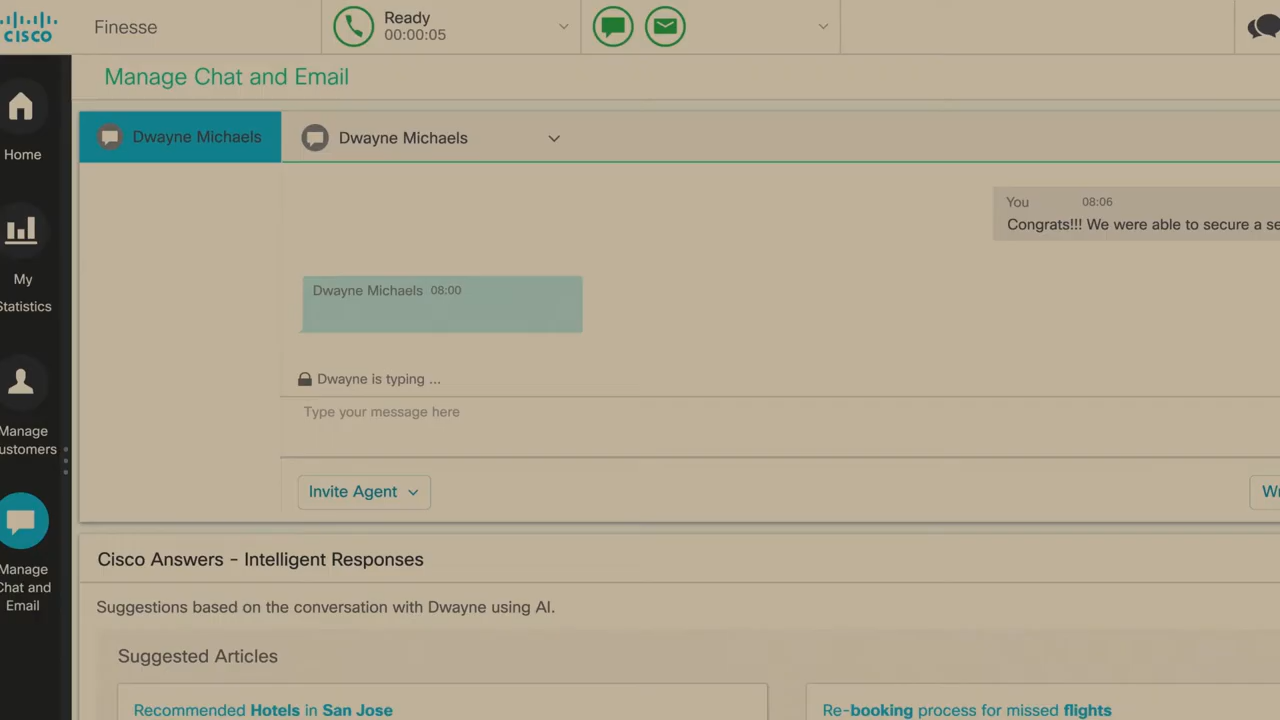 CISCO
Finesse
Ready
00:00:05
Manage Chat and Email
Home
My
Statistics
Manage
Customers
Manage
Chat and
Email
Dwayne Michaels
Dwayne Michaels
You 08:06
Congrats!!! We were able to secure a se
Dwayne Michaels 08:00
Dwayne is typing ...
Type your message here
Invite Agent
Cisco Answers - Intelligent Responses
Suggestions based on the conversation with Dwayne using AI.
Suggested Articles
Recommended Hotels in San Jose
Re-booking process for missed flights